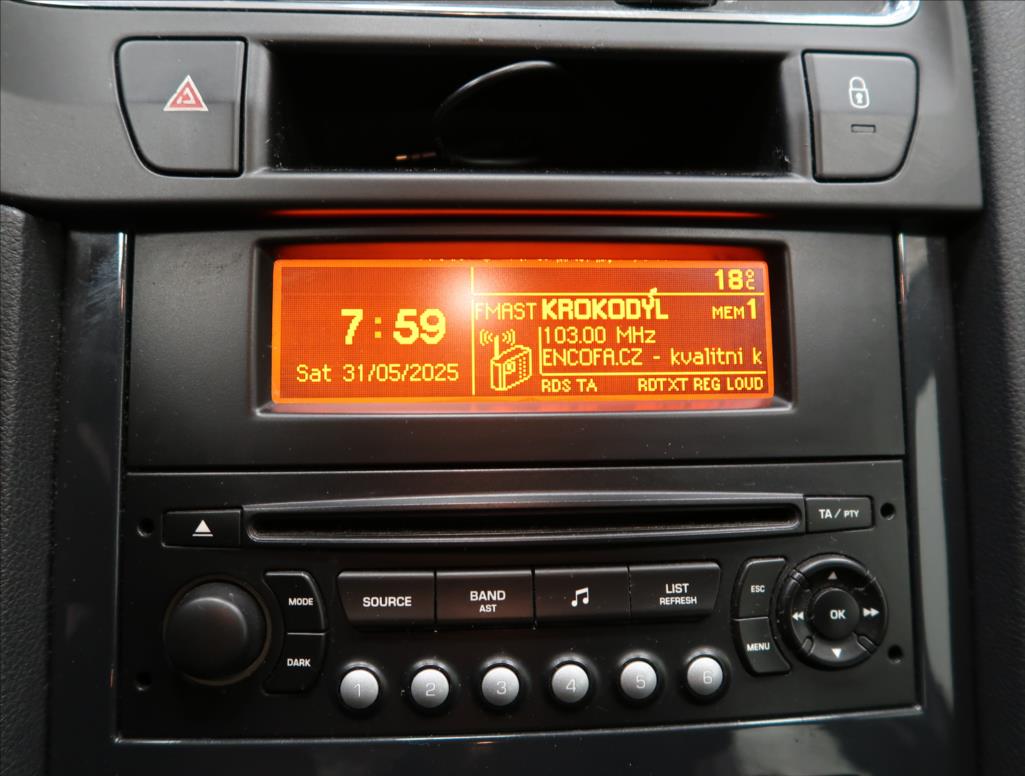 18°C
7:59
Sat 31/05/2025
FMAST KROKODÝL MEM 1
103.00 MHz
ENCOFA.CZ - kvalitni k
RDS TA RDTXT REG LOUD
TA / PTY
MODE
DARK
SOURCE
BAND
AST
LIST
REFRESH
ESC
MENU
OK
1 2 3 4 5 6